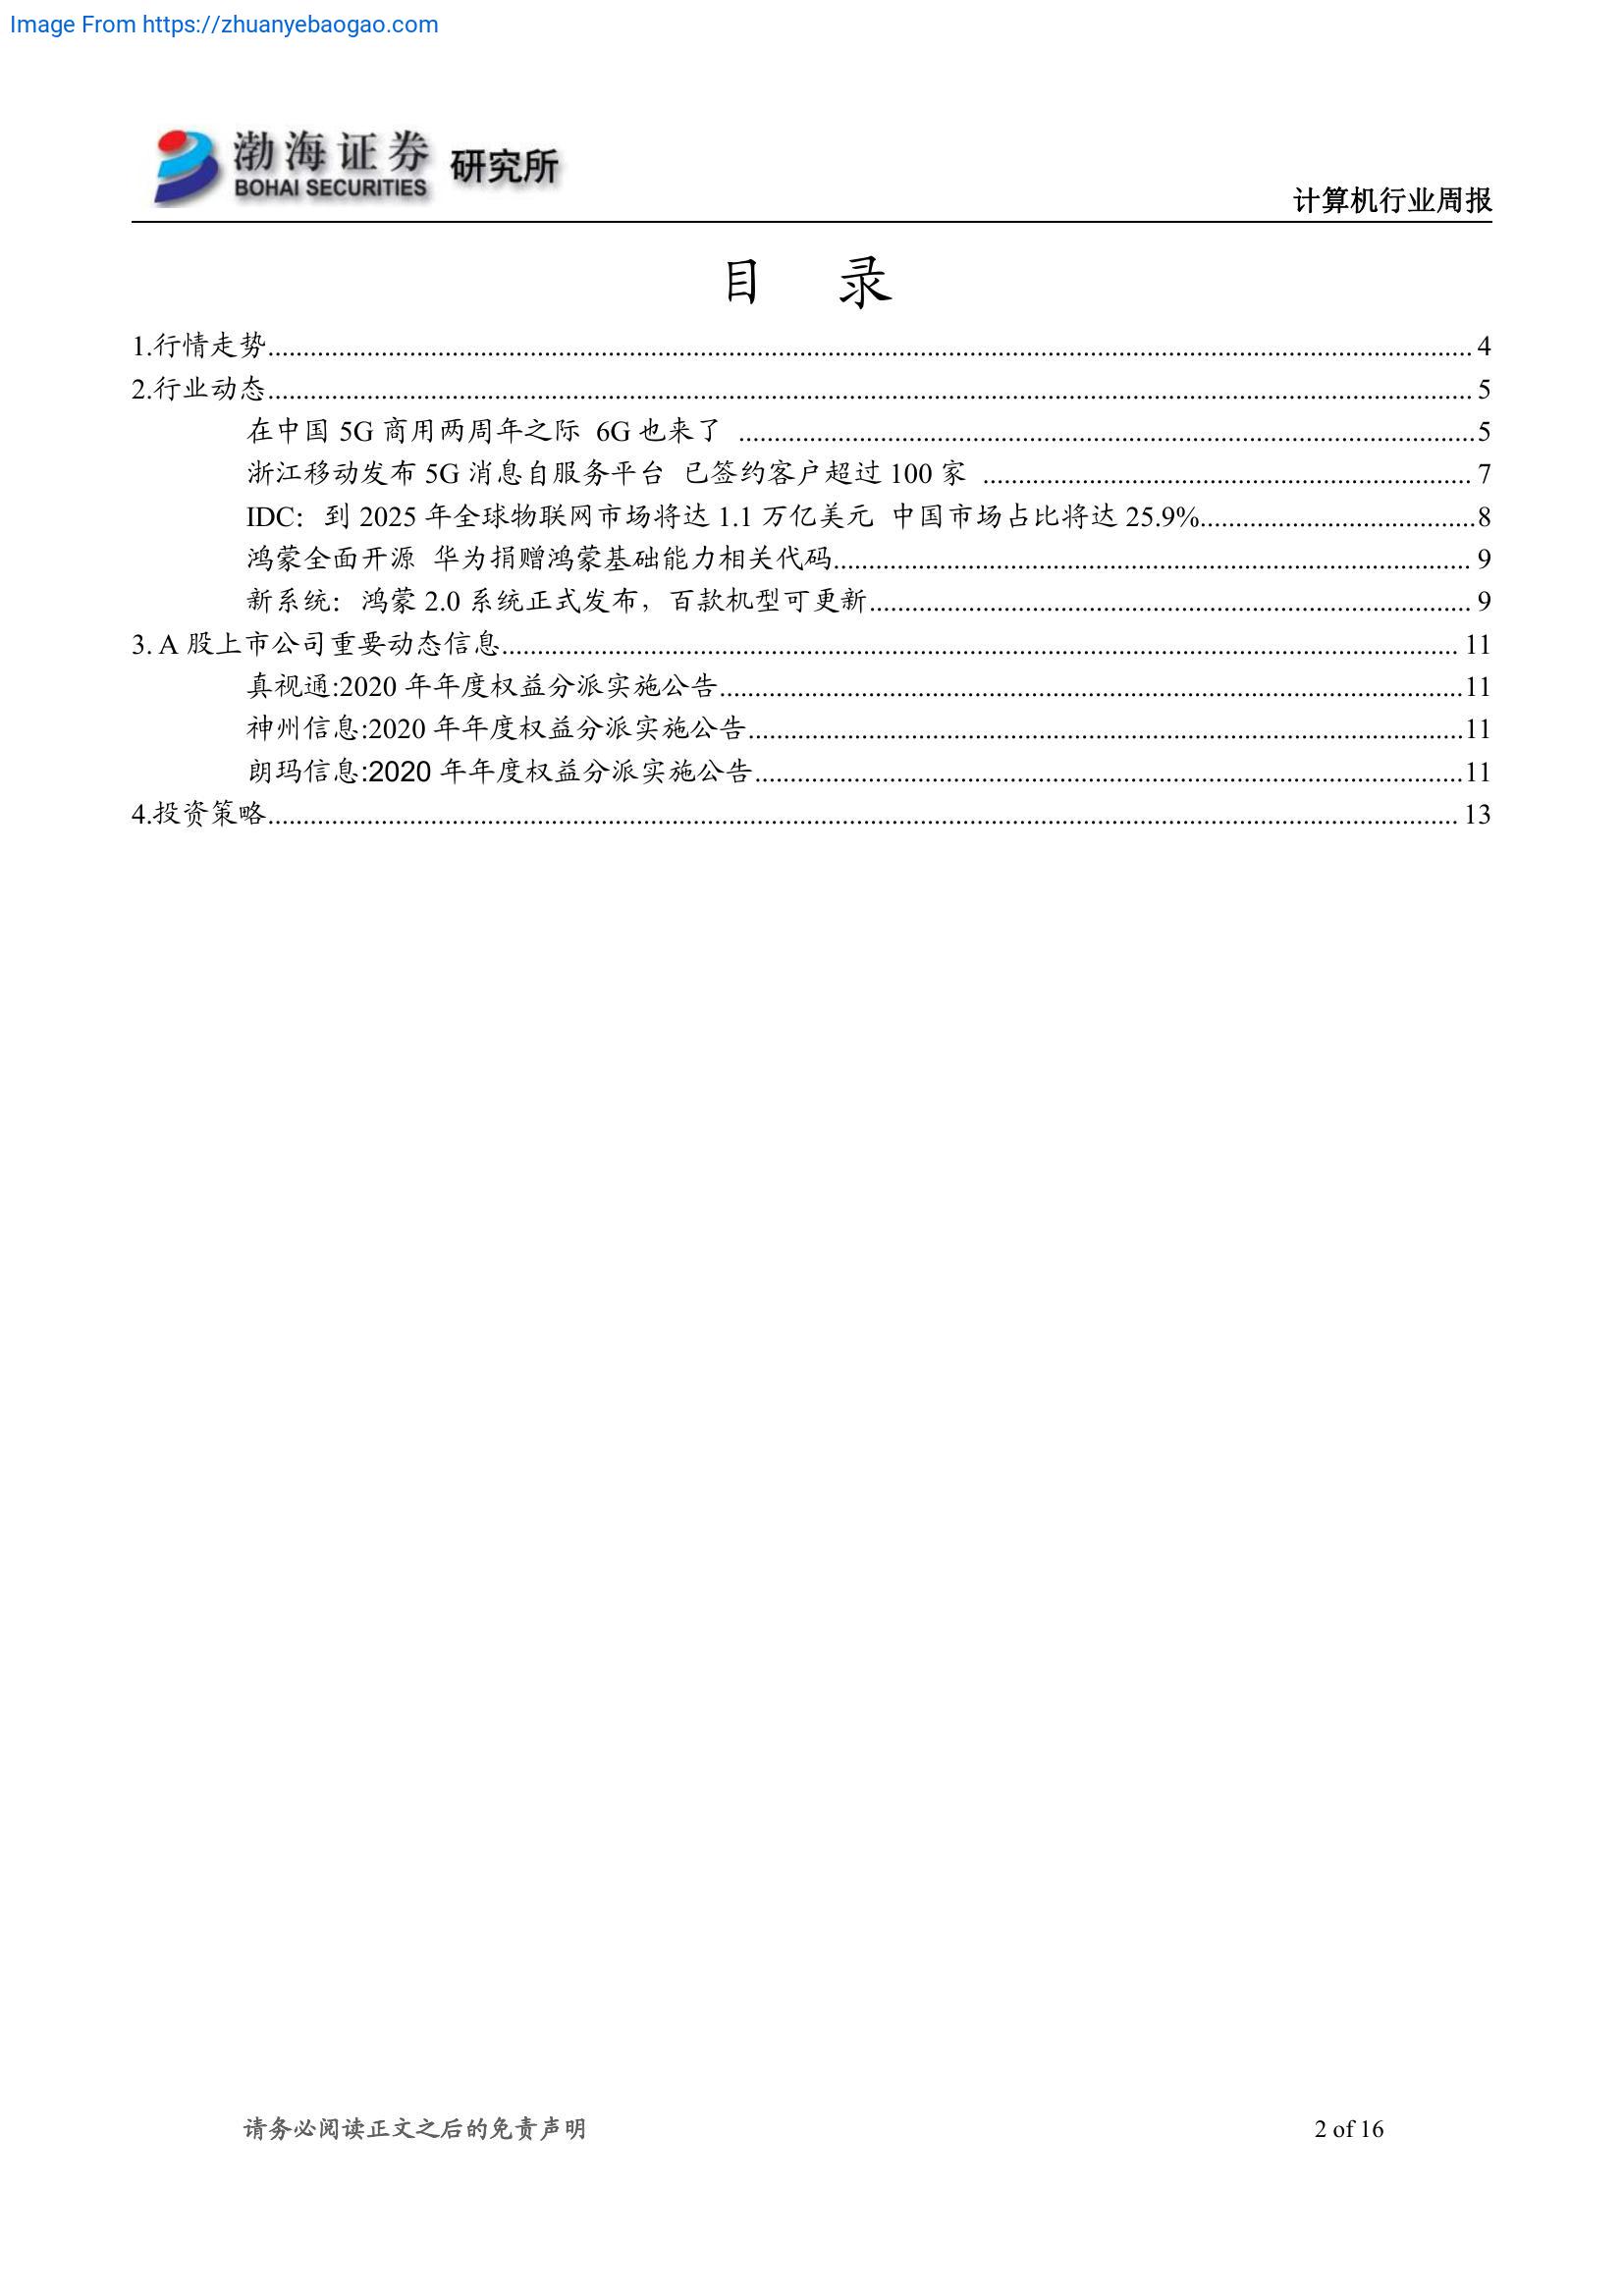 Image From https://zhuanyebaogao.com
渤海证券 研究所
BOHAI SECURITIES
计算机行业周报
目 录
1.行情走势 4
2.行业动态 5
在中国 5G 商用两周年之际 6G 也来了 5
浙江移动发布 5G 消息自服务平台 已签约客户超过 100 家 7
IDC：到 2025 年全球物联网市场将达 1.1 万亿美元 中国市场占比将达 25.9% 8
鸿蒙全面开源 华为捐赠鸿蒙基础能力相关代码 9
新系统：鸿蒙 2.0 系统正式发布，百款机型可更新 9
3. A 股上市公司重要动态信息 11
真视通:2020 年年度权益分派实施公告 11
神州信息:2020 年年度权益分派实施公告 11
朗玛信息:2020 年年度权益分派实施公告 11
4.投资策略 13
请务必阅读正文之后的免责声明 2 of 16